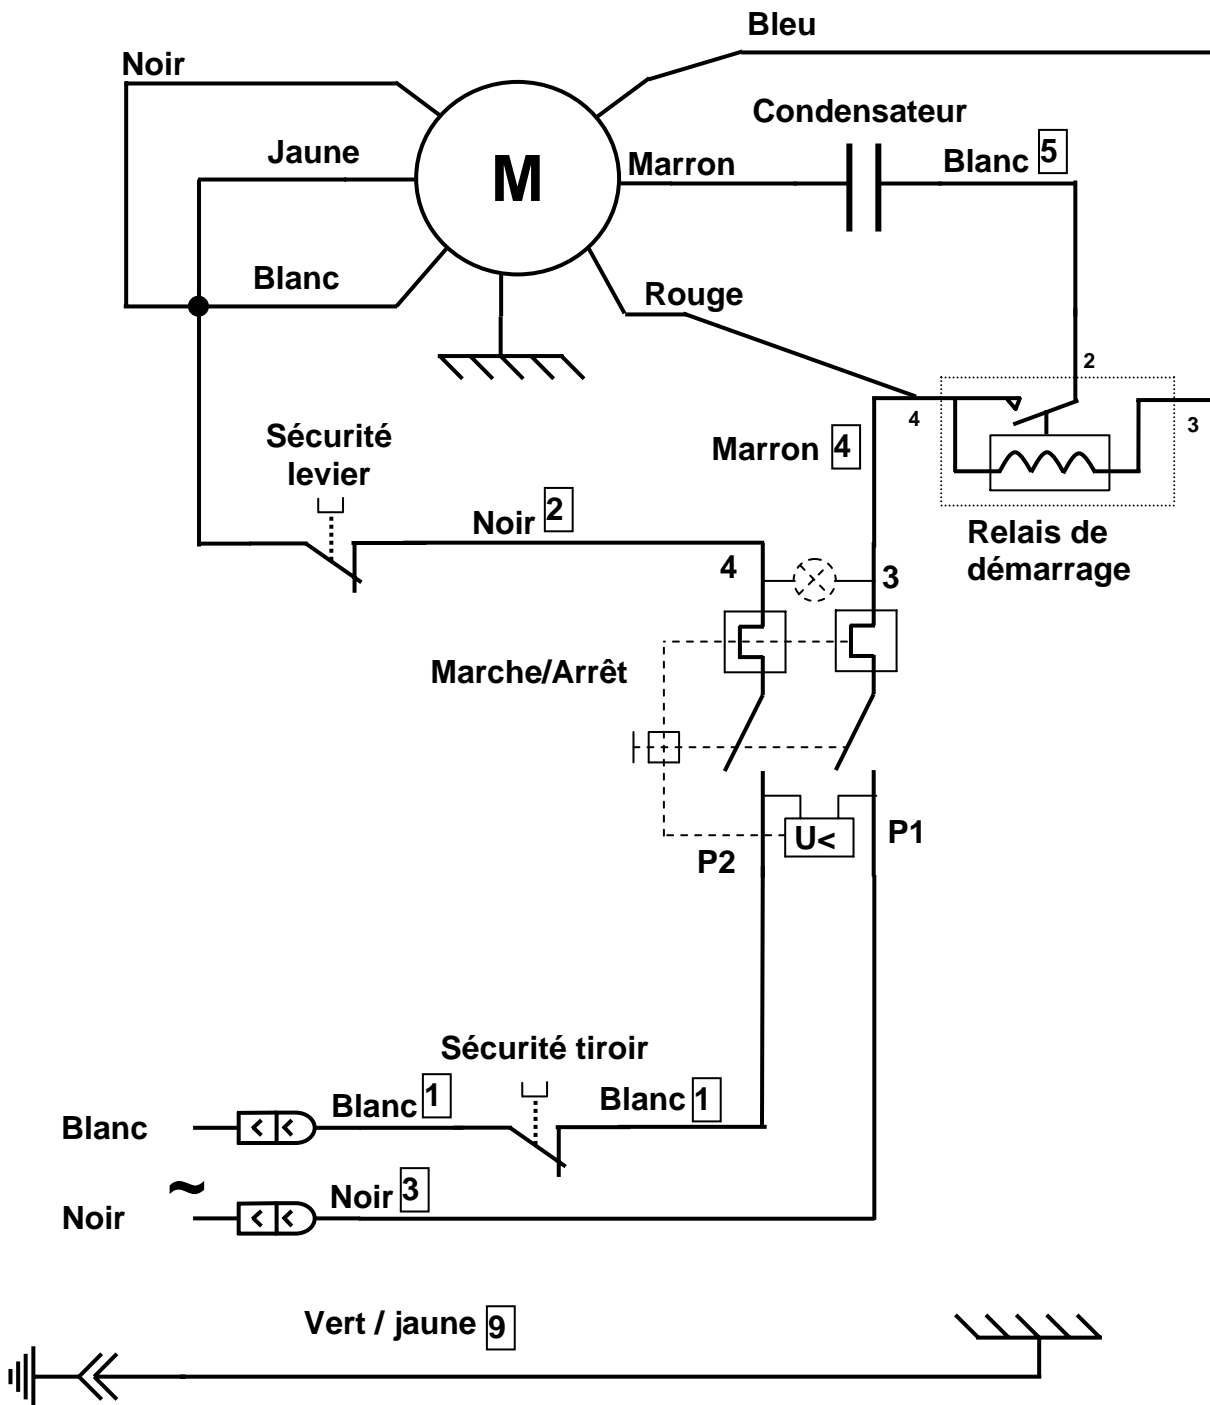 Bleu
Noir
Condensateur
Jaune
M
Marron
Blanc 5
Blanc
Rouge
2
4
3
Sécurité
levier
Marron 4
Noir 2
Relais de
démarrage
4
3
Marche/Arrêt
U<
P1
P2
Sécurité tiroir
Blanc
Blanc 1
Blanc 1
~
Noir
Noir 3
Vert / jaune 9